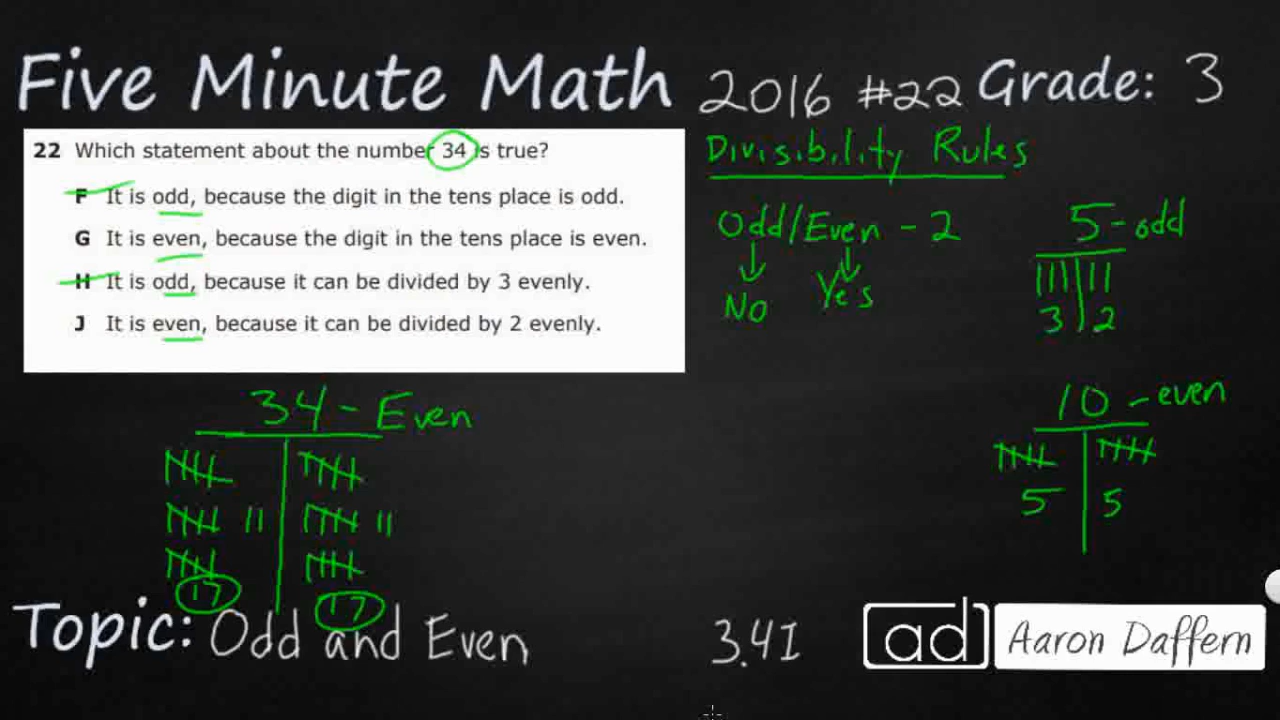 Five Minute Math 2016 #22 Grade: 3
22 Which statement about the number 34 is true?
F It is odd, because the digit in the tens place is odd.
G It is even, because the digit in the tens place is even.
H It is odd, because it can be divided by 3 evenly.
J It is even, because it can be divided by 2 evenly.
Divisibility Rules
Odd/Even - 2
No Yes
5 - odd
3 2
10 - even
5 5
34 - Even
17 17
Topic: Odd and Even
3.4I
ad Aaron Daffern